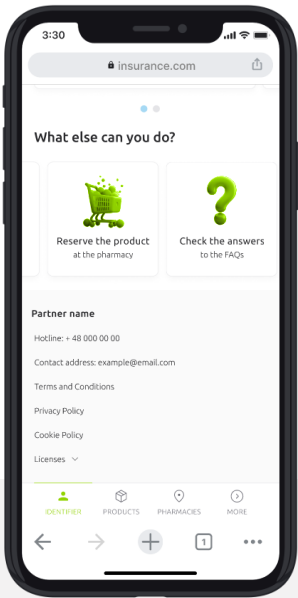 3:30
insurance.com
What else can you do?
Reserve the product
at the pharmacy
Check the answers
to the FAQs
Partner name
Hotline: + 48 000 00 00
Contact address: example@email.com
Terms and Conditions
Privacy Policy
Cookie Policy
Licenses
IDENTIFIER PRODUCTS PHARMACIES MORE
1